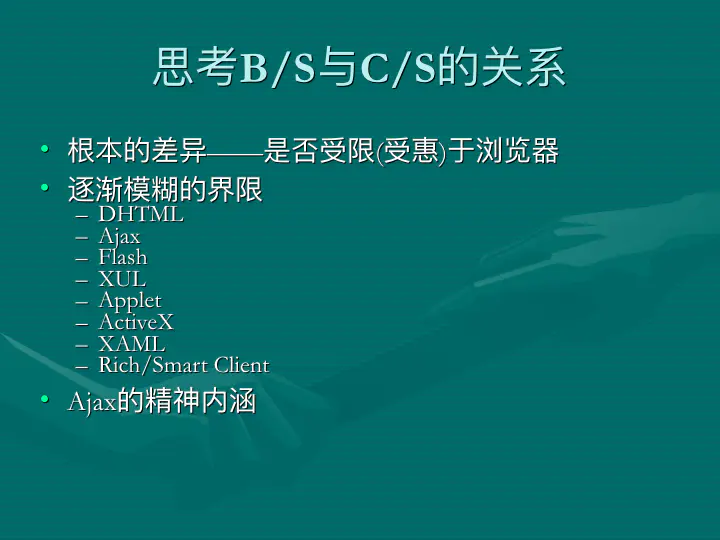 思考B/S与C/S的关系
• 根本的差异——是否受限(受惠)于浏览器
• 逐渐模糊的界限
– DHTML
– Ajax
– Flash
– XUL
– Applet
– ActiveX
– XAML
– Rich/Smart Client
• Ajax的精神内涵